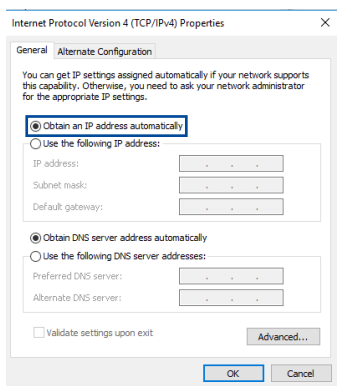 Internet Protocol Version 4 (TCP/IPv4) Properties
General Alternate Configuration
You can get IP settings assigned automatically if your network supports
this capability. Otherwise, you need to ask your network administrator
for the appropriate IP settings.
Obtain an IP address automatically
Use the following IP address:
IP address:
Subnet mask:
Default gateway:
Obtain DNS server address automatically
Use the following DNS server addresses:
Preferred DNS server:
Alternate DNS server:
Validate settings upon exit
Advanced...
OK Cancel